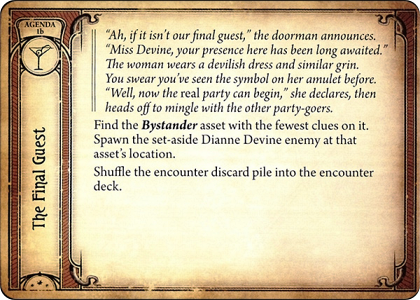 AGENDA
1b
The Final Guest
"Ah, if it isn't our final guest," the doorman announces.
"Miss Devine, your presence here has been long awaited."
The woman wears a devilish dress and similar grin.
You swear you've seen the symbol on her amulet before.
"Well, now the real party can begin," she declares, then
heads off to mingle with the other party-goers.
Find the Bystander asset with the fewest clues on it.
Spawn the set-aside Dianne Devine enemy at that
asset's location.
Shuffle the encounter discard pile into the encounter
deck.